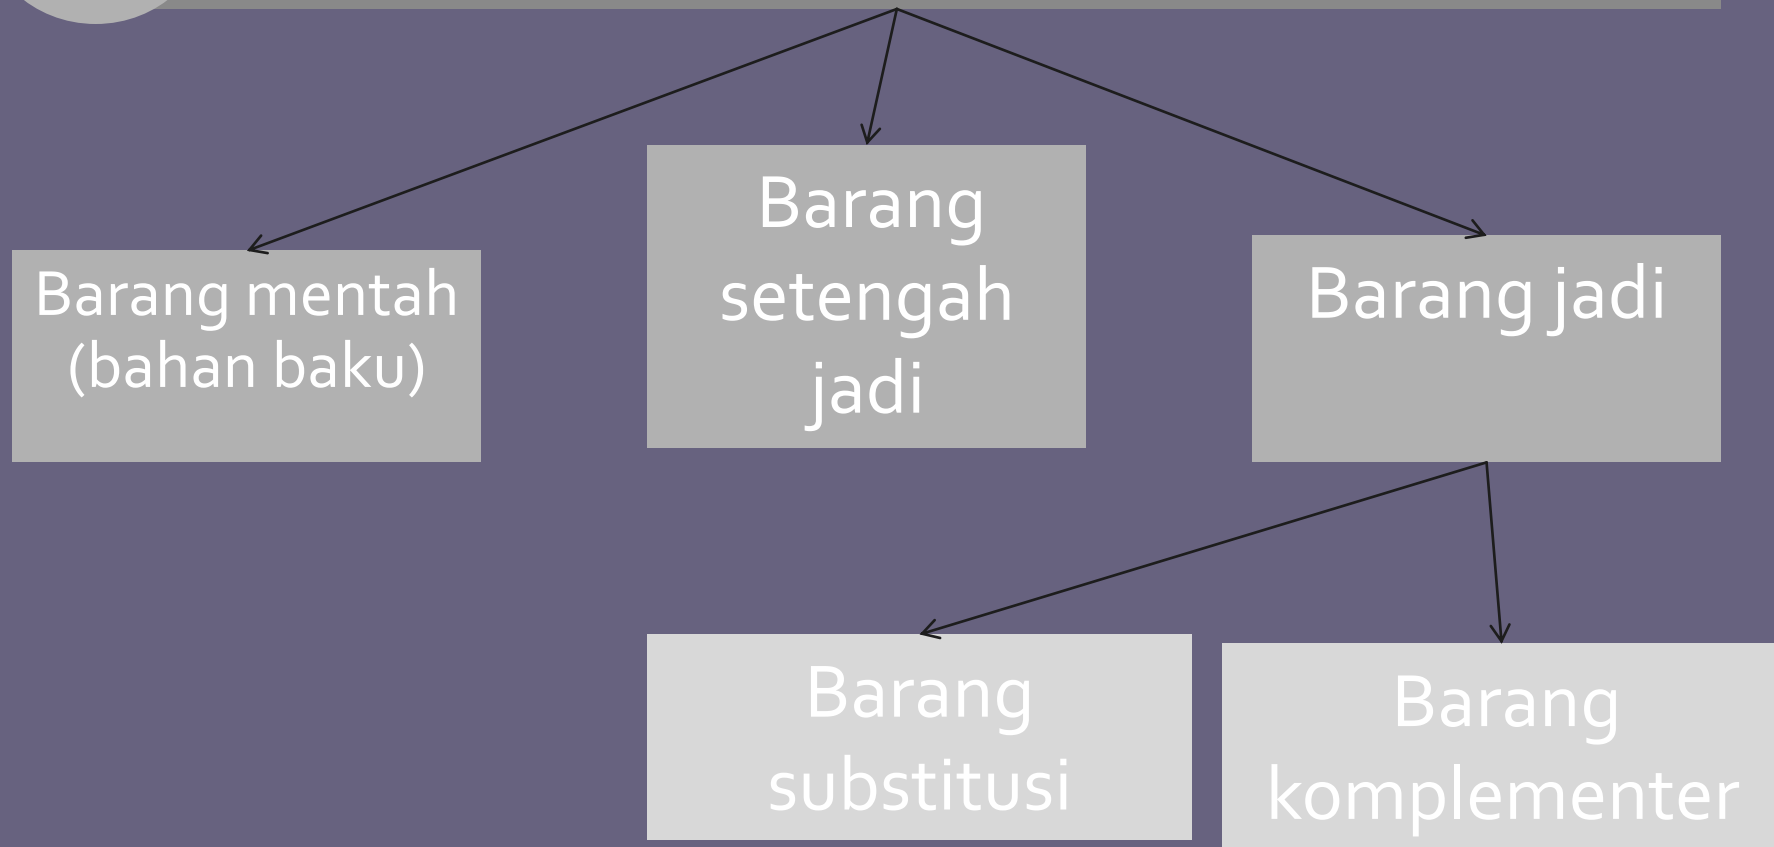 Barang
setengah
jadi
Barang mentah
(bahan baku)
Barang jadi
Barang
substitusi
Barang
komplementer